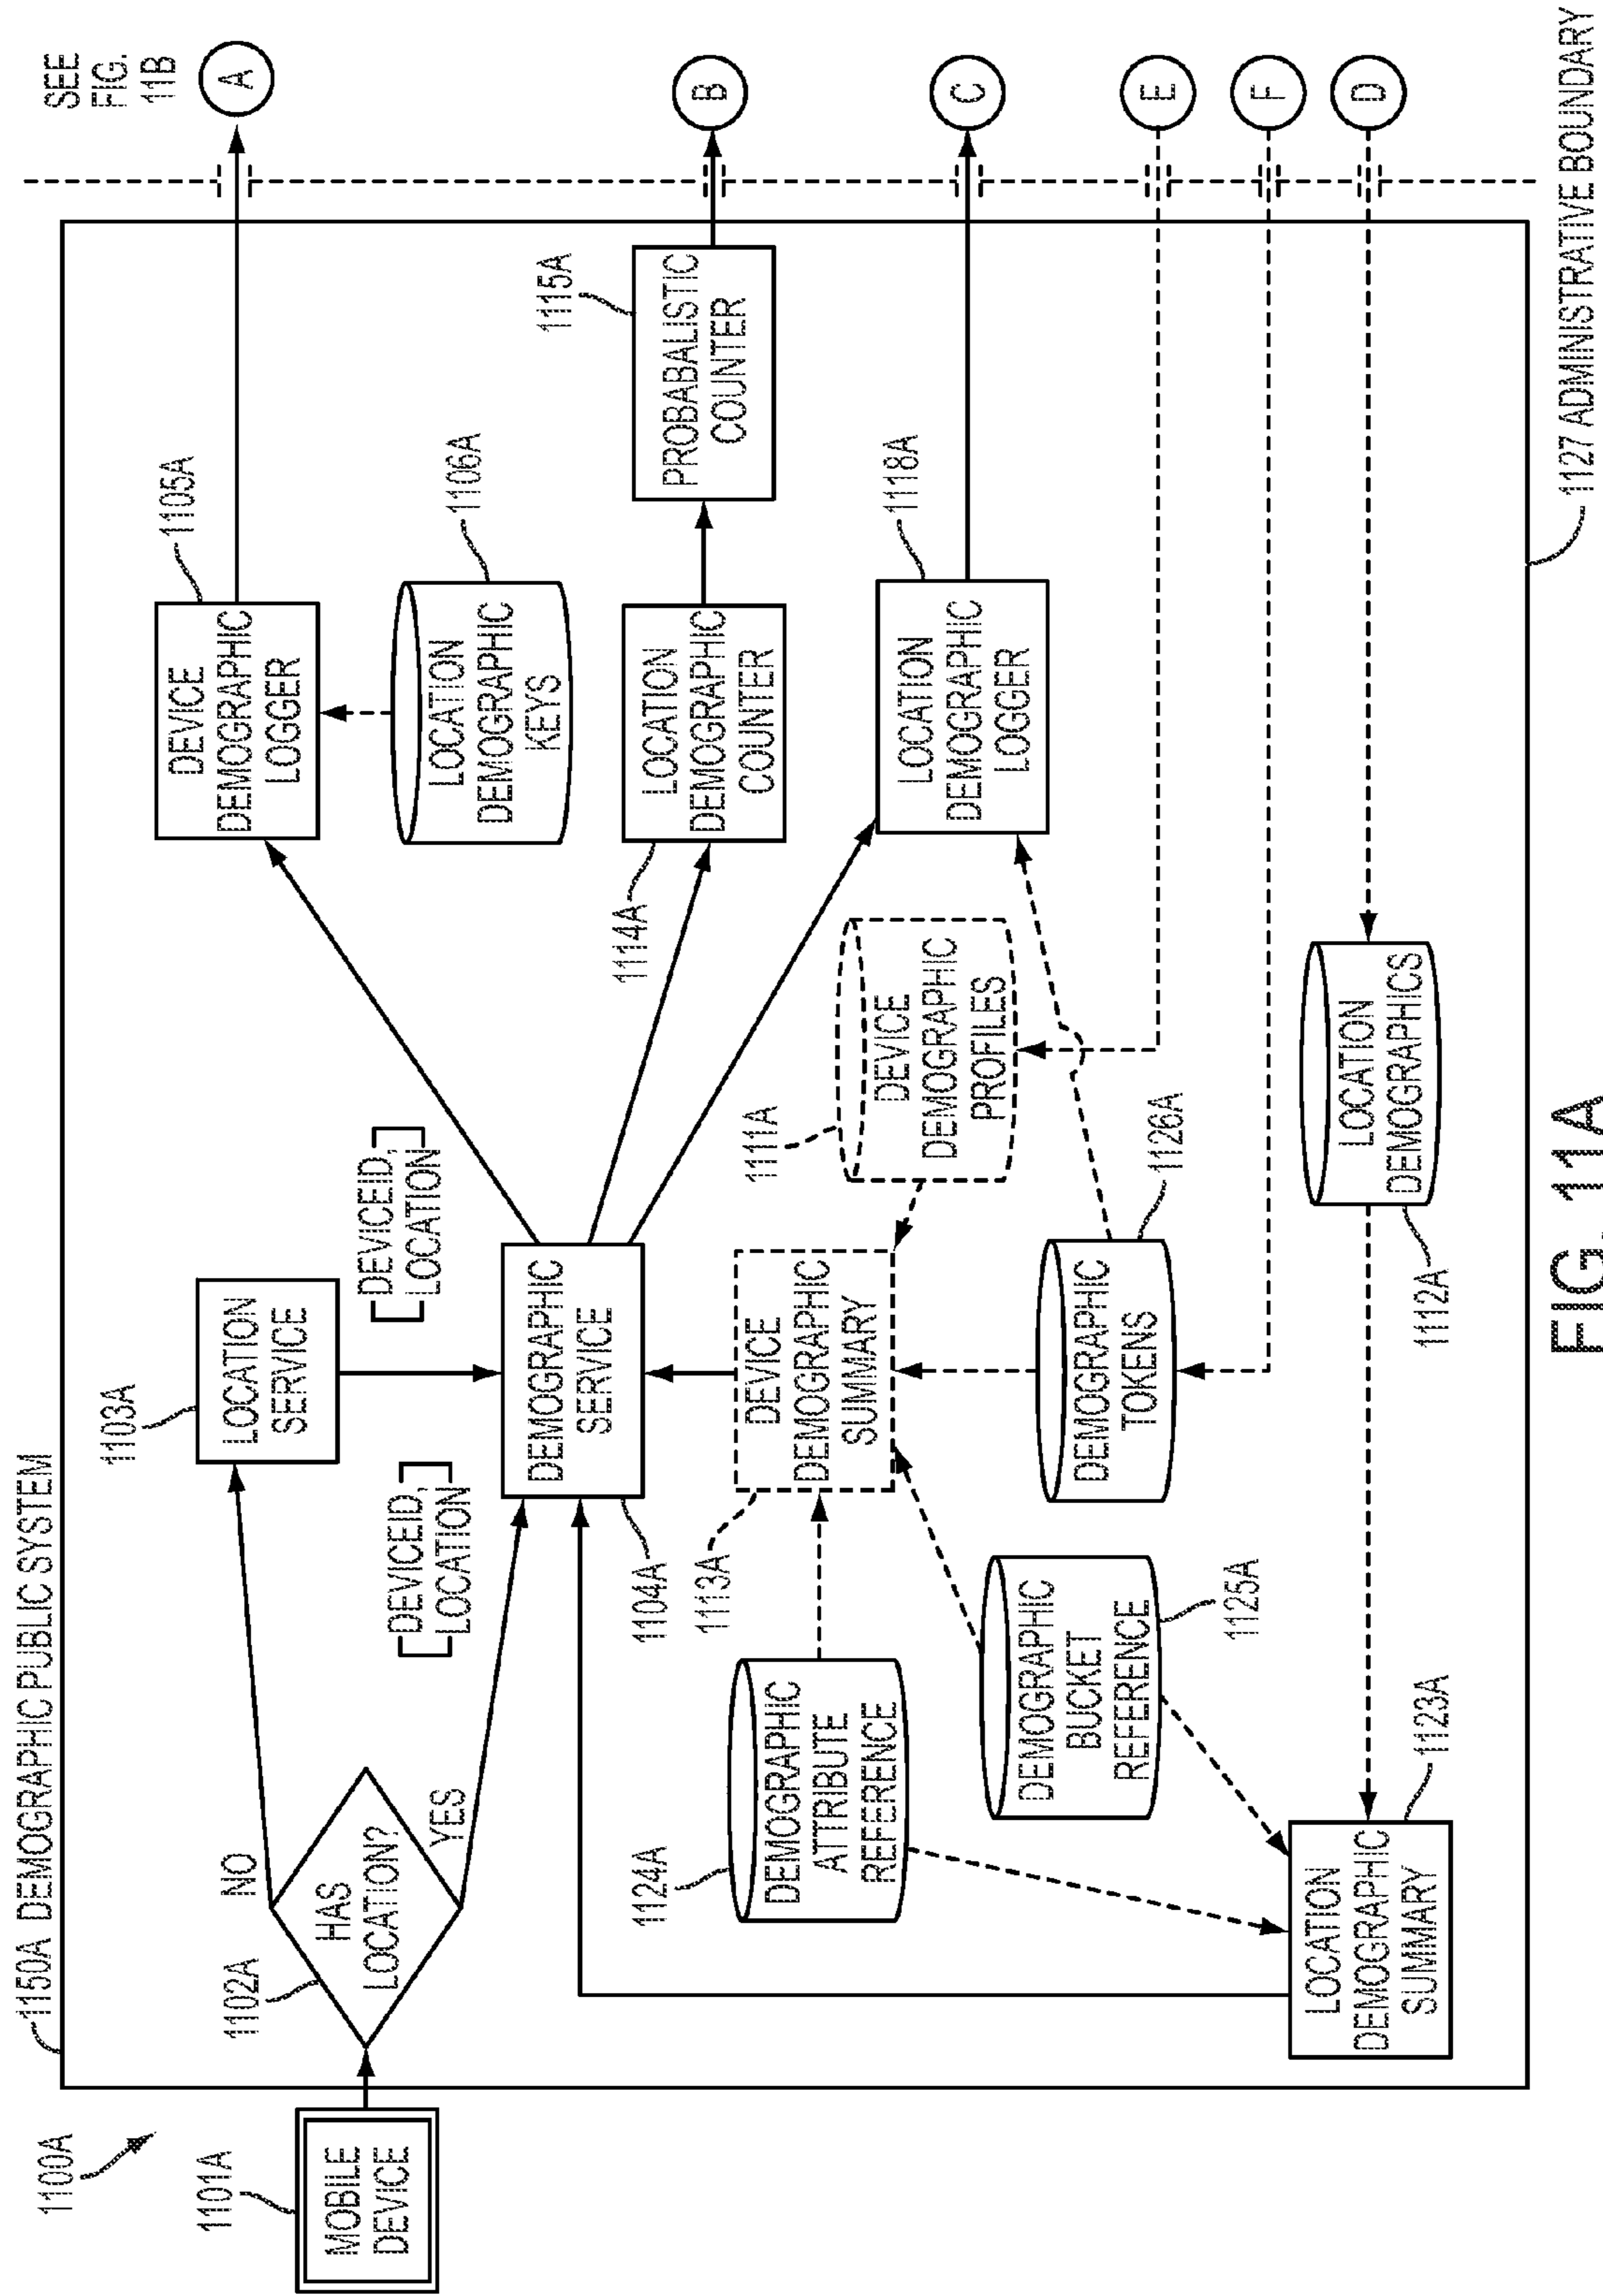 1100A
1150A DEMOGRAPHIC PUBLIC SYSTEM
SEE
FIG.
11B
1101A
MOBILE
DEVICE
1102A
NO
HAS
LOCATION?
YES
1103A
LOCATION
SERVICE
DEVICEID,
LOCATION
DEVICEID,
LOCATION
1104A
DEMOGRAPHIC
SERVICE
1105A
DEVICE
DEMOGRAPHIC
LOGGER
A
1106A
LOCATION
DEMOGRAPHIC
KEYS
1114A
LOCATION
DEMOGRAPHIC
COUNTER
1115A
PROBABALISTIC
COUNTER
B
1118A
LOCATION
DEMOGRAPHIC
LOGGER
C
1113A
DEVICE
DEMOGRAPHIC
SUMMARY
1111A
DEVICE
DEMOGRAPHIC
PROFILES
E
1124A
DEMOGRAPHIC
ATTRIBUTE
REFERENCE
1125A
DEMOGRAPHIC
BUCKET
REFERENCE
1126A
DEMOGRAPHIC
TOKENS
F
1123A
LOCATION
DEMOGRAPHIC
SUMMARY
1112A
LOCATION
DEMOGRAPHICS
D
1127 ADMINISTRATIVE BOUNDARY
FIG. 11A